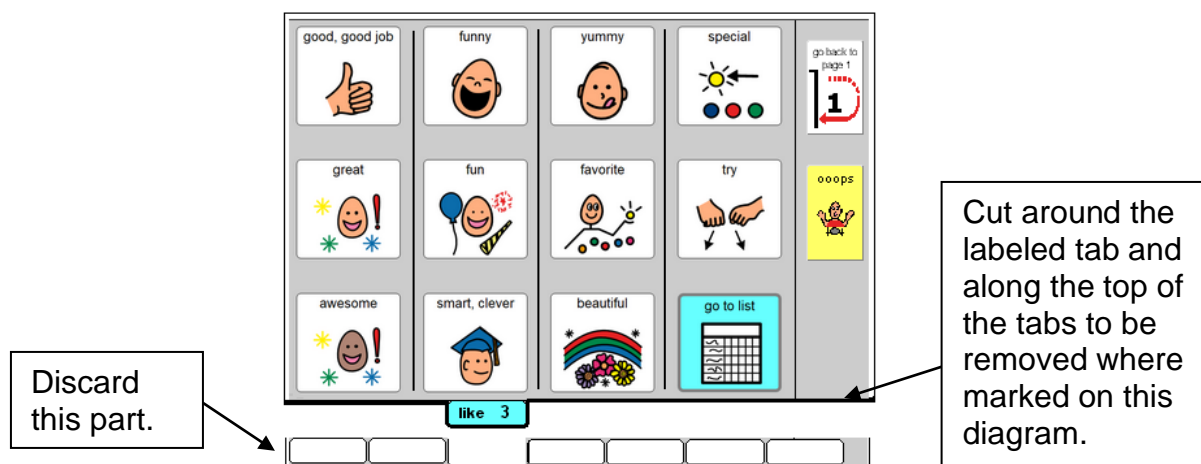 good, good job
funny
yummy
special
go back to
page 1
1
great
fun
favorite
try
ooops
awesome
smart, clever
beautiful
go to list
like 3
Discard
this part.
Cut around the
labeled tab and
along the top of
the tabs to be
removed where
marked on this
diagram.